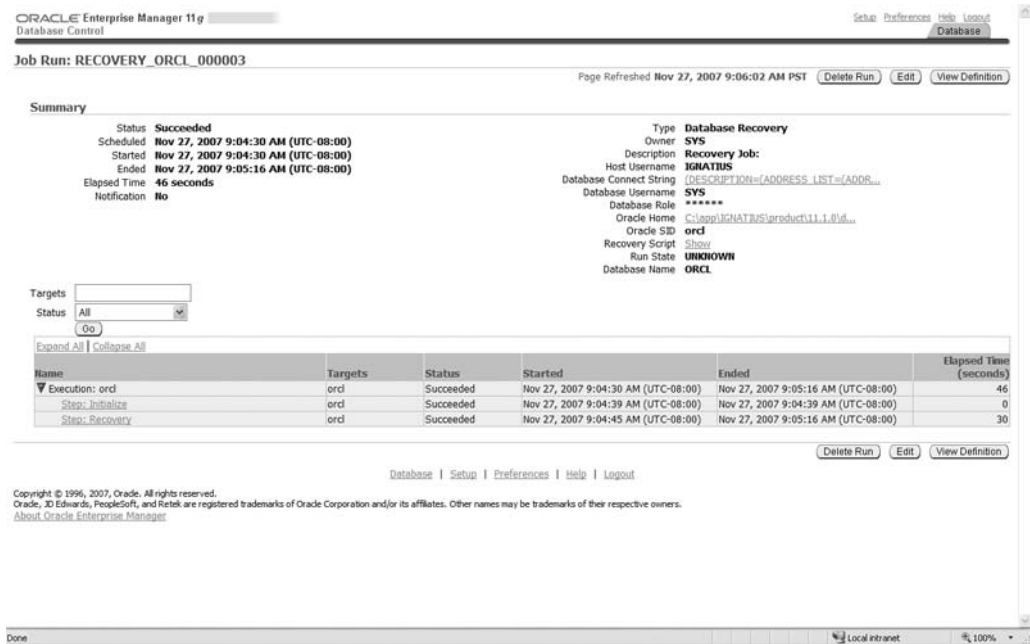 ORACLE Enterprise Manager 11g
Database Control
Setup Preferences Help Logout
Database
Job Run: RECOVERY_ORCL_000003
Page Refreshed Nov 27, 2007 9:06:02 AM PST Delete Run Edit View Definition
Summary
Status Succeeded
Scheduled Nov 27, 2007 9:04:30 AM (UTC-08:00)
Started Nov 27, 2007 9:04:30 AM (UTC-08:00)
Ended Nov 27, 2007 9:05:16 AM (UTC-08:00)
Elapsed Time 46 seconds
Notification No
Type Database Recovery
Owner SYS
Description Recovery Job:
Host Username IGNATIUS
Database Connect String (DESCRIPTION=(ADDRESS_LIST=(ADDR...
Database Username SYS
Database Role ******
Oracle Home C:\app\IGNATIUS\product\11.1.0\d...
Oracle SID orcl
Recovery Script Show
Run State UNKNOWN
Database Name ORCL
Targets
Status All
Go
Expand All | Collapse All
Name Targets Status Started Ended Elapsed Time (seconds)
Execution: orcl orcl Succeeded Nov 27, 2007 9:04:30 AM (UTC-08:00) Nov 27, 2007 9:05:16 AM (UTC-08:00) 46
Step: Initialize orcl Succeeded Nov 27, 2007 9:04:39 AM (UTC-08:00) Nov 27, 2007 9:04:39 AM (UTC-08:00) 0
Step: Recovery orcl Succeeded Nov 27, 2007 9:04:45 AM (UTC-08:00) Nov 27, 2007 9:05:16 AM (UTC-08:00) 30
Delete Run Edit View Definition
Database | Setup | Preferences | Help | Logout
Copyright © 1996, 2007, Oracle. All rights reserved.
Oracle, JD Edwards, PeopleSoft, and Retek are registered trademarks of Oracle Corporation and/or its affiliates. Other names may be trademarks of their respective owners.
About Oracle Enterprise Manager
Done Local intranet 100%